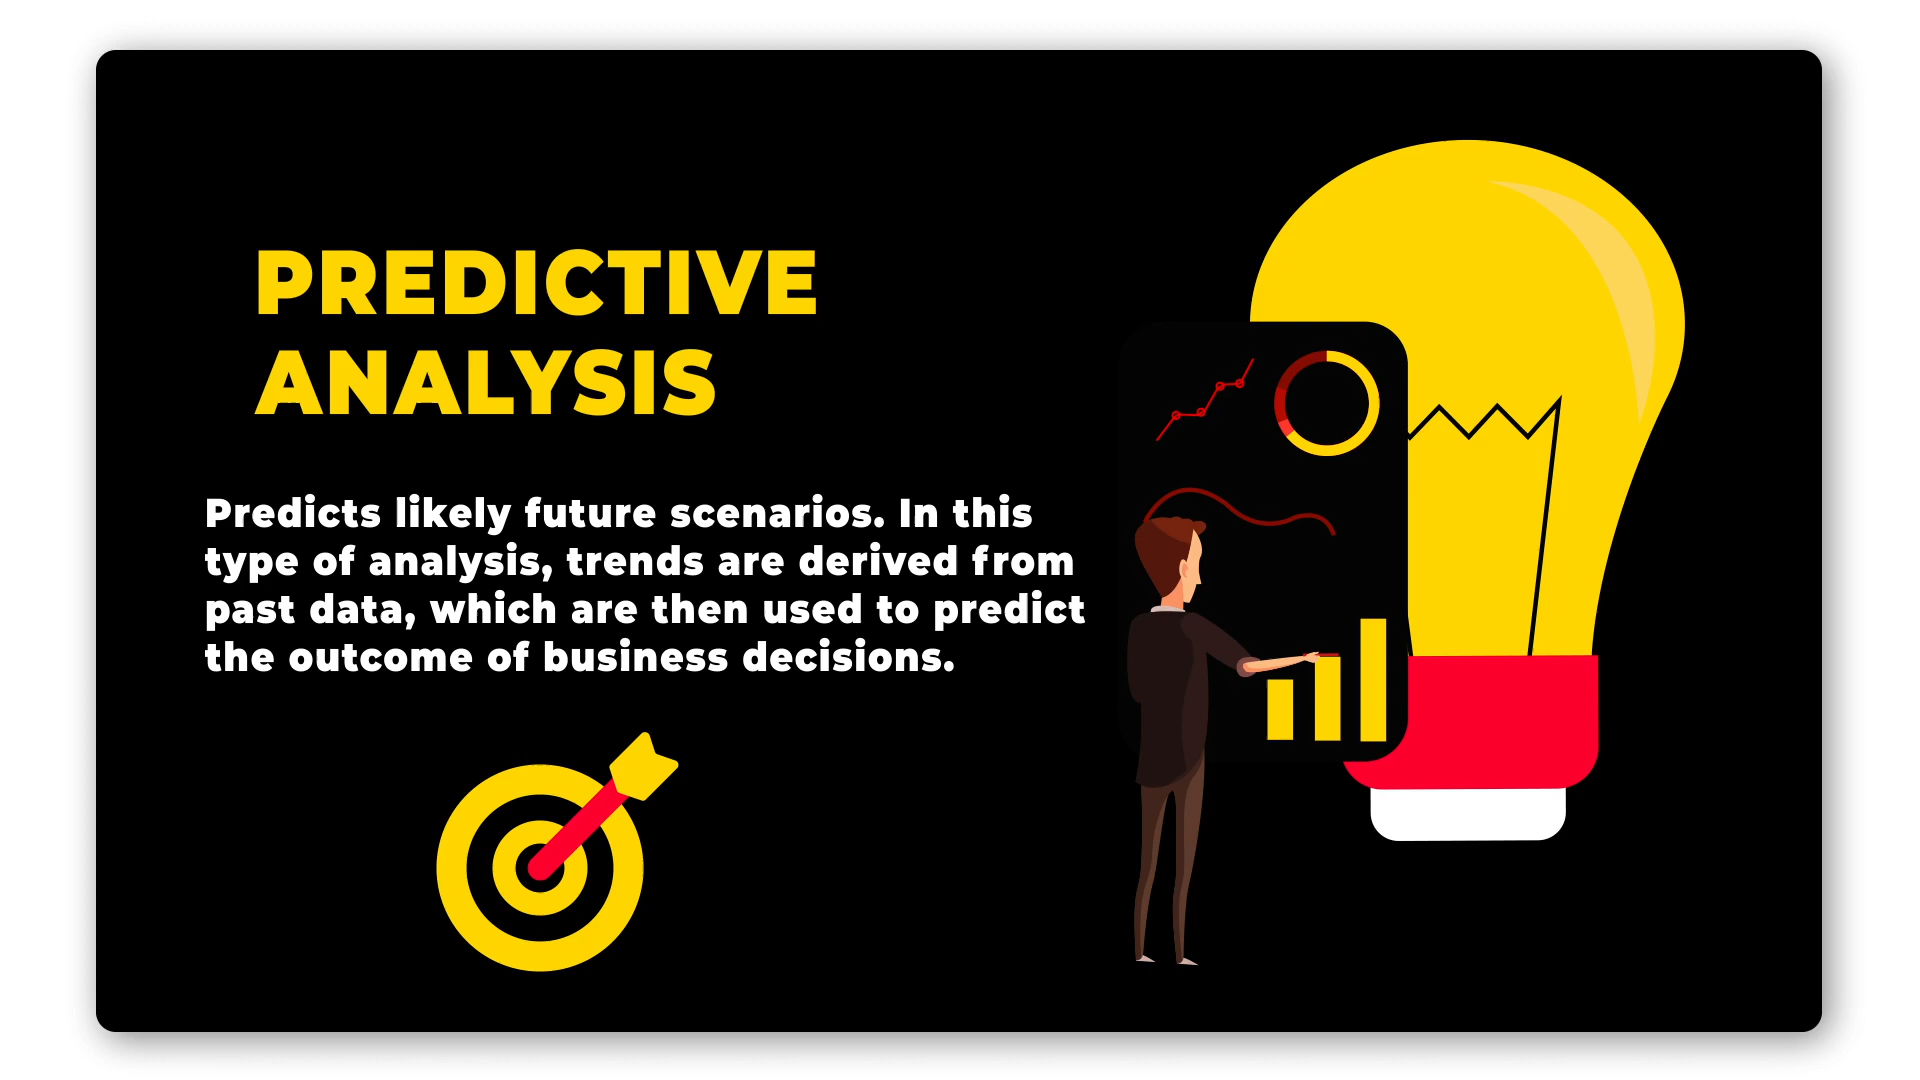 PREDICTIVE
ANALYSIS
Predicts likely future scenarios. In this
type of analysis, trends are derived from
past data, which are then used to predict
the outcome of business decisions.